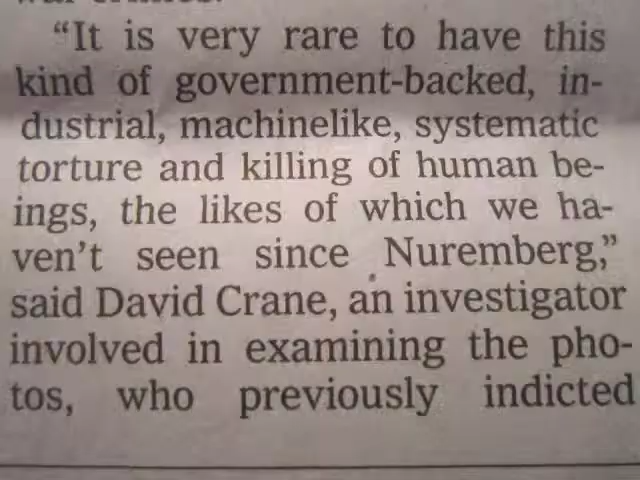 “It is very rare to have this
kind of government-backed, in-
dustrial, machinelike, systematic
torture and killing of human be-
ings, the likes of which we ha-
ven’t seen since Nuremberg,”
said David Crane, an investigator
involved in examining the pho-
tos, who previously indicted